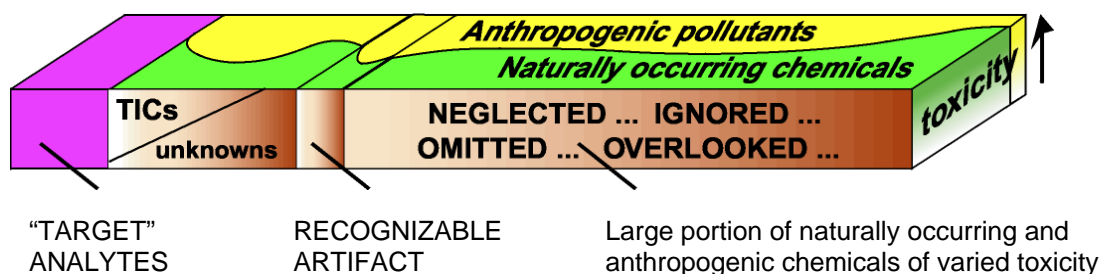 Anthropogenic pollutants
Naturally occurring chemicals
toxicity
TICs
unknowns
NEGLECTED ... IGNORED ...
OMITTED ... OVERLOOKED ...
“TARGET”
ANALYTES
RECOGNIZABLE
ARTIFACT
Large portion of naturally occurring and
anthropogenic chemicals of varied toxicity